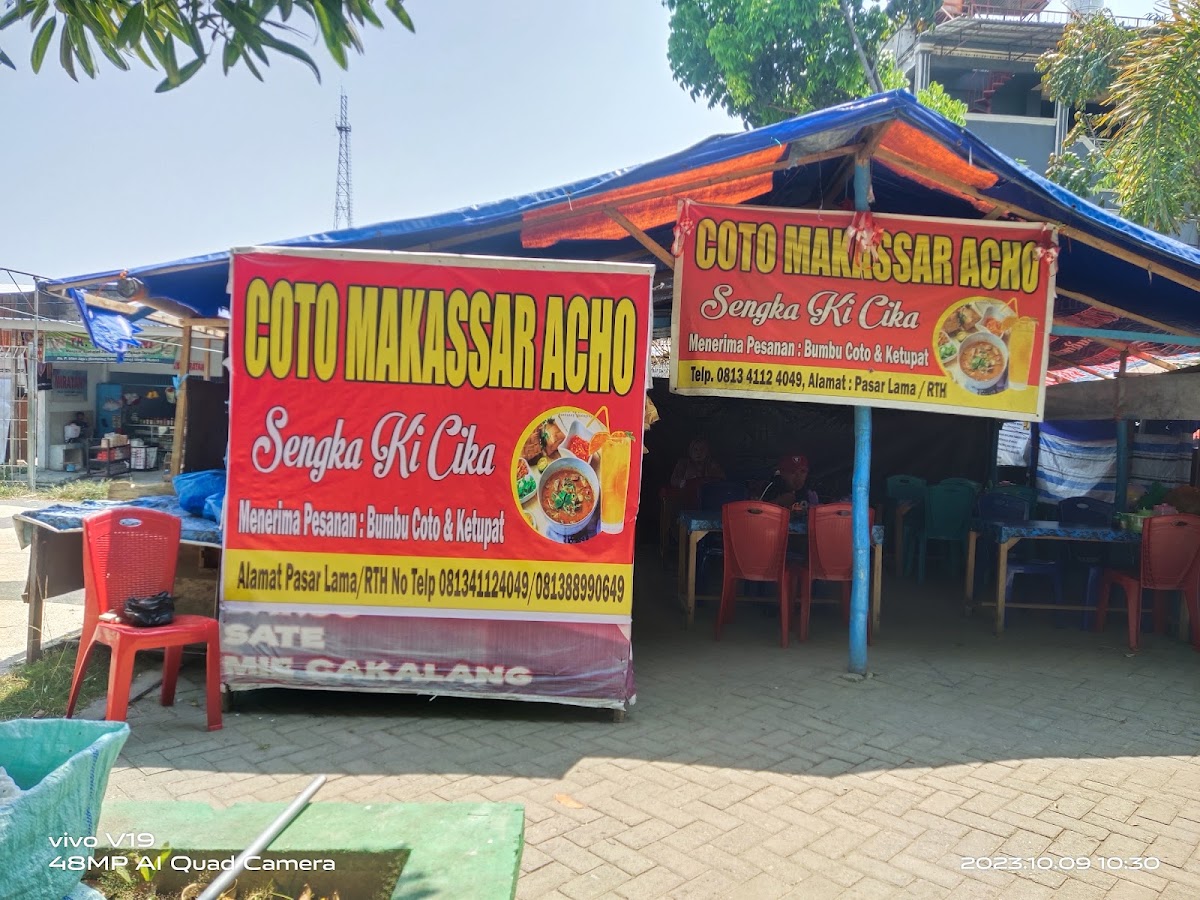 COTO MAKASSAR ACHO
Sengka Ki Cika
Menerima Pesanan : Bumbu Coto & Ketupat
Alamat Pasar Lama/RTH No Telp 081341124049/081388990649
SATE
MIE CAKALANG
COTO MAKASSAR ACHO
Sengka Ki Cika
Menerima Pesanan : Bumbu Coto & Ketupat
Telp. 0813 4112 4049, Alamat : Pasar Lama / RTH
vivo V19
48MP AI Quad Camera
2023.10.09 10:30